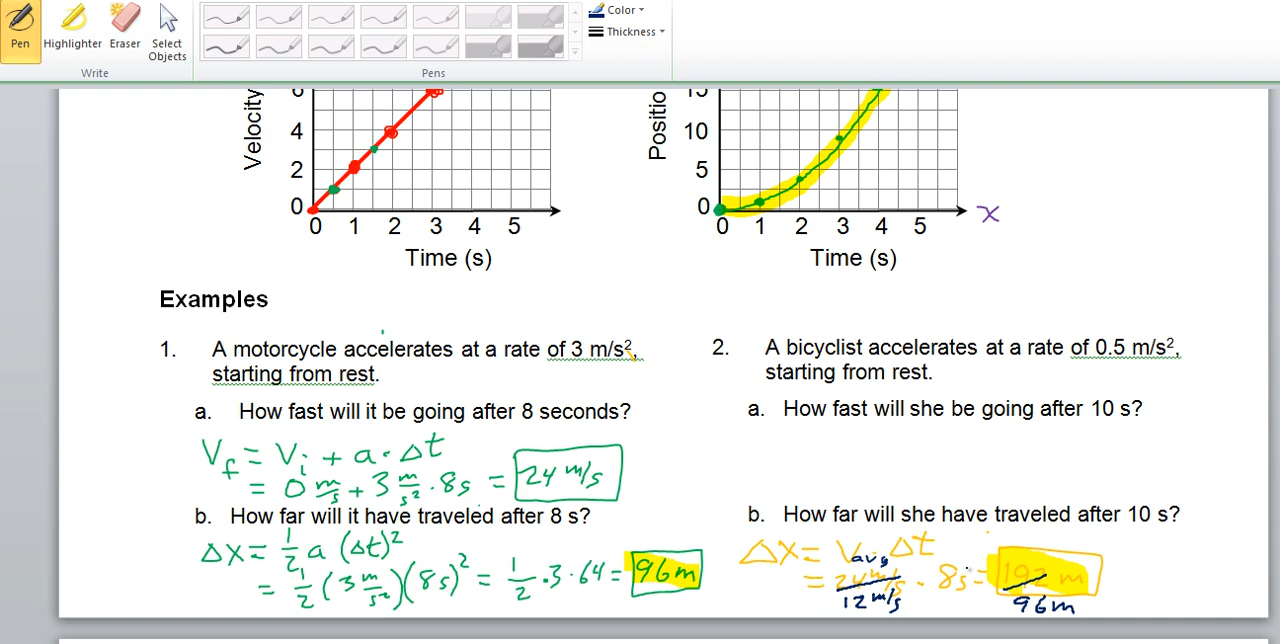 Pen Highlighter Eraser Select Objects
Color
Thickness
Write
Pens
Velocity
6
4
2
0
0 1 2 3 4 5
Time (s)
Positio
15
10
5
0
0 1 2 3 4 5
x
Time (s)
Examples
1. A motorcycle accelerates at a rate of 3 m/s²,
starting from rest.
a. How fast will it be going after 8 seconds?
Vf = Vi + a · Δt
= 0 m/s + 3 m/s² · 8s = 24 m/s
b. How far will it have traveled after 8 s?
Δx = 1/2 a (Δt)²
= 1/2 (3 m/s²)(8s)² = 1/2 · 3 · 64 = 96m
2. A bicyclist accelerates at a rate of 0.5 m/s²,
starting from rest.
a. How fast will she be going after 10 s?
b. How far will she have traveled after 10 s?
Δx = Vavg Δt
= 24 m/s · 8s = 192 m
12 m/s
96m